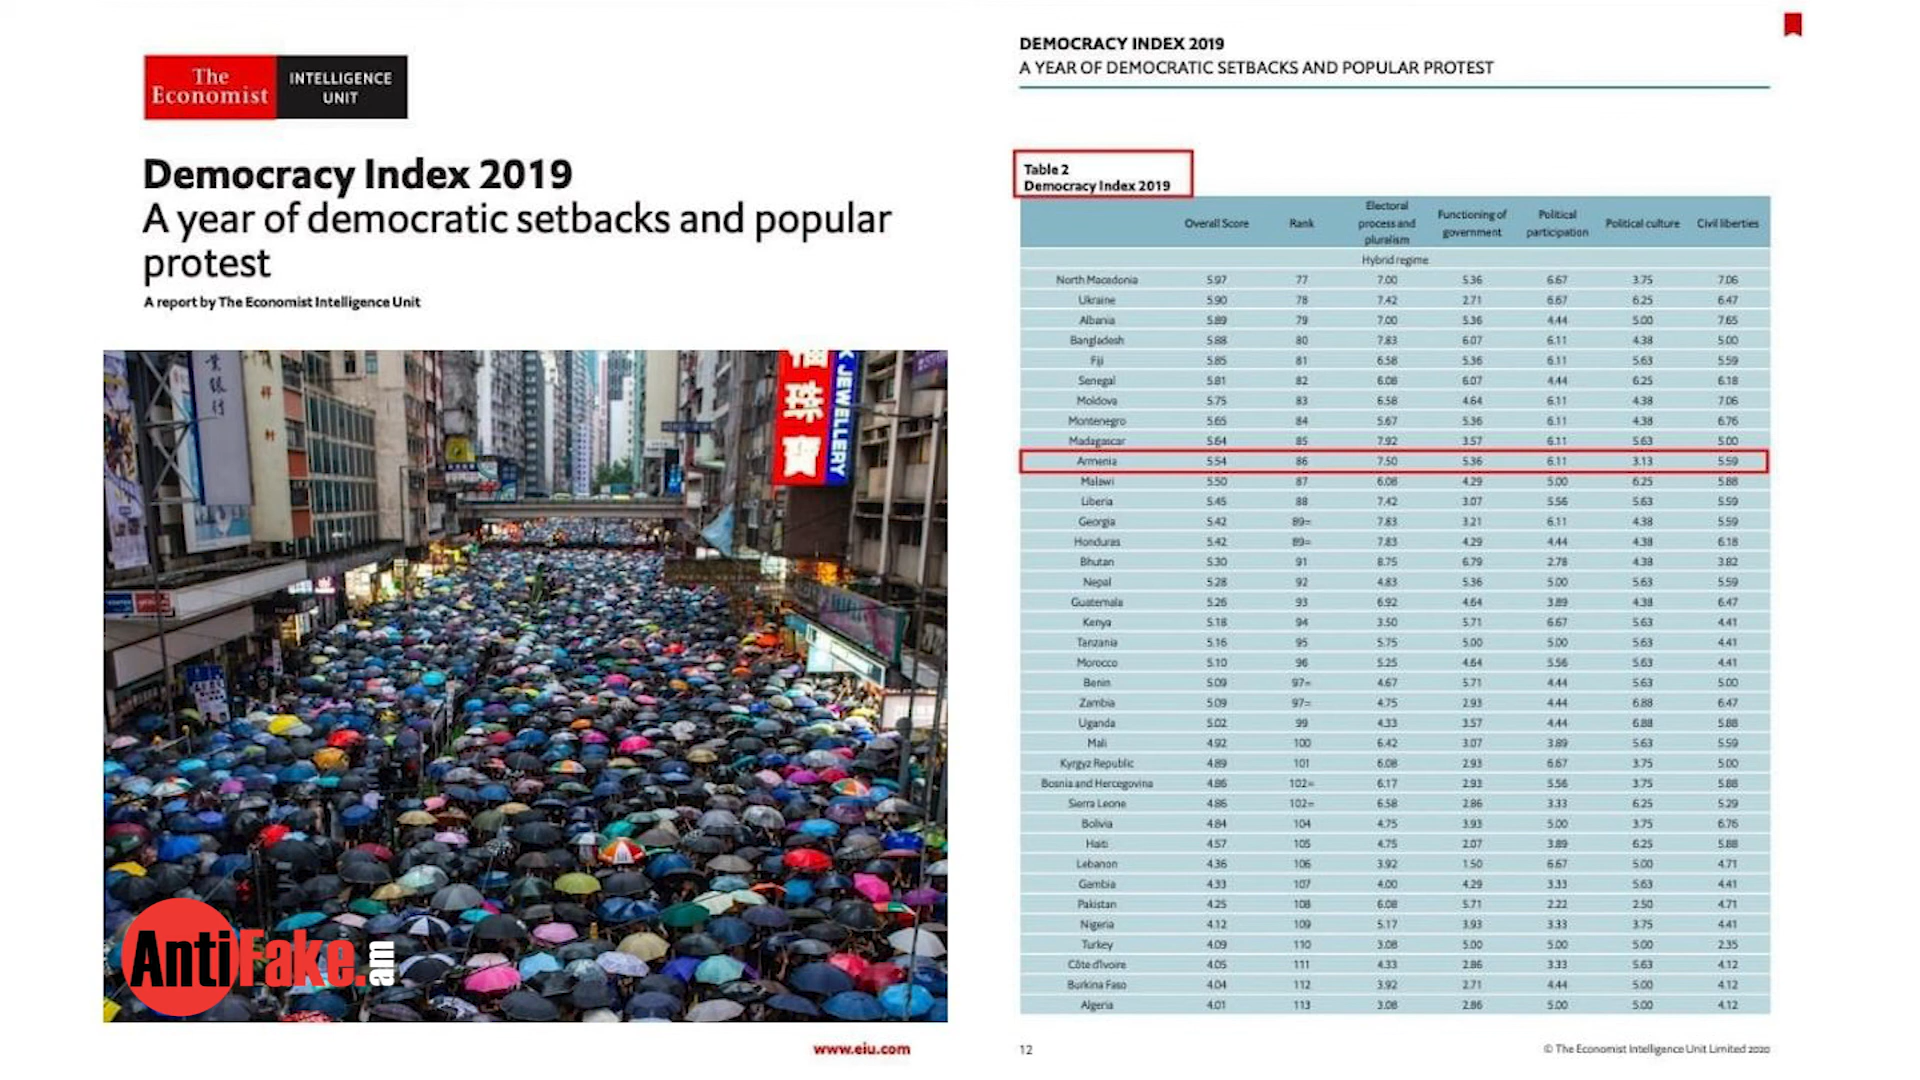 The
Economist
INTELLIGENCE
UNIT
Democracy Index 2019
A year of democratic setbacks and popular
protest
A report by The Economist Intelligence Unit
業
銀
行
祥
軒
福
珠
寶
JEWELLERY
AntiFake.am
www.eiu.com
DEMOCRACY INDEX 2019
A YEAR OF DEMOCRATIC SETBACKS AND POPULAR PROTEST
Table 2
Democracy Index 2019
Overall Score Rank Electoral process and pluralism Functioning of government Political participation Political culture Civil liberties
Hybrid regime
North Macedonia 5.97 77 7.00 5.36 6.67 3.75 7.06
Ukraine 5.90 78 7.42 2.71 6.67 6.25 6.47
Albania 5.89 79 7.00 5.36 4.44 5.00 7.65
Bangladesh 5.88 80 7.83 6.07 6.11 4.38 5.00
Fiji 5.85 81 6.58 5.36 6.11 5.63 5.59
Senegal 5.81 82 6.08 6.07 4.44 6.25 6.18
Moldova 5.75 83 6.58 4.64 6.11 4.38 7.06
Montenegro 5.65 84 5.67 5.36 6.11 4.38 6.76
Madagascar 5.64 85 7.92 3.57 6.11 5.63 5.00
Armenia 5.54 86 7.50 5.36 6.11 3.13 5.59
Malawi 5.50 87 6.08 4.29 5.00 6.25 5.88
Liberia 5.45 88 7.42 3.07 5.56 5.63 5.59
Georgia 5.42 89= 7.83 3.21 6.11 4.38 5.59
Honduras 5.42 89= 7.83 4.29 4.44 4.38 6.18
Bhutan 5.30 91 8.75 6.79 2.78 4.38 3.82
Nepal 5.28 92 4.83 5.36 5.00 5.63 5.59
Guatemala 5.26 93 6.92 4.64 3.89 4.38 6.47
Kenya 5.18 94 3.50 5.71 6.67 5.63 4.41
Tanzania 5.16 95 5.75 5.00 5.00 5.63 4.41
Morocco 5.10 96 5.25 4.64 5.56 5.63 4.41
Benin 5.09 97= 4.67 5.71 4.44 5.63 5.00
Zambia 5.09 97= 4.75 2.93 4.44 6.88 6.47
Uganda 5.02 99 4.33 3.57 4.44 6.88 5.88
Mali 4.92 100 6.42 3.07 3.89 5.63 5.59
Kyrgyz Republic 4.89 101 6.08 2.93 6.67 3.75 5.00
Bosnia and Hercegovina 4.86 102= 6.17 2.93 5.56 3.75 5.88
Sierra Leone 4.86 102= 6.58 2.86 3.33 6.25 5.29
Bolivia 4.84 104 4.75 3.93 5.00 3.75 6.76
Haiti 4.57 105 4.75 2.07 3.89 6.25 5.88
Lebanon 4.36 106 3.92 1.50 6.67 5.00 4.71
Gambia 4.33 107 4.00 4.29 3.33 5.63 4.41
Pakistan 4.25 108 6.08 5.71 2.22 2.50 4.71
Nigeria 4.12 109 5.17 3.93 3.33 3.75 4.41
Turkey 4.09 110 3.08 5.00 5.00 5.00 2.35
Côte d'Ivoire 4.05 111 4.33 2.86 3.33 5.63 4.12
Burkina Faso 4.04 112 3.92 2.71 4.44 5.00 4.12
Algeria 4.01 113 3.08 2.86 5.00 5.00 4.12
12
© The Economist Intelligence Unit Limited 2020